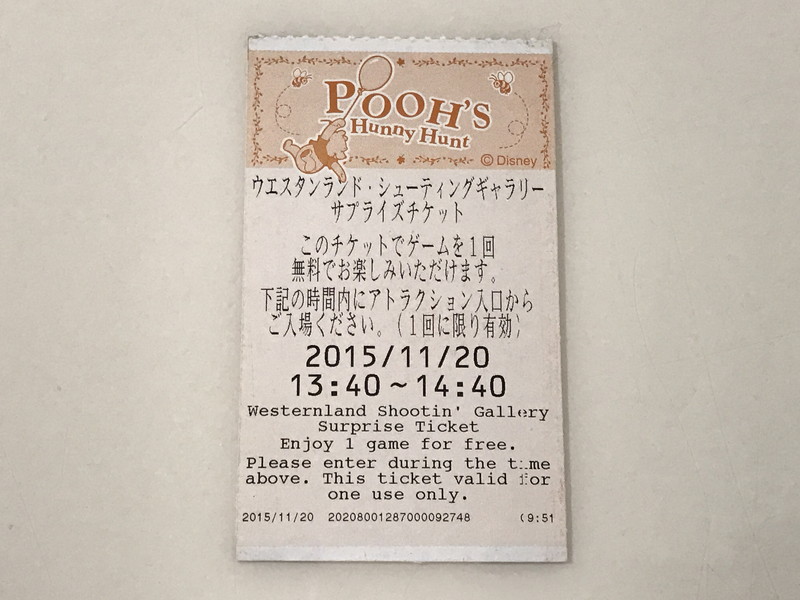 POOH'S
Hunny Hunt
© Disney
ウエスタンランド・シューティングギャラリー
サプライズチケット
このチケットでゲームを1回
無料でお楽しみいただけます。
下記の時間内にアトラクション入口から
ご入場ください。(1回に限り有効)
2015/11/20
13:40~14:40
Westernland Shootin' Gallery
Surprise Ticket
Enjoy 1 game for free.
Please enter during the time
above. This ticket valid for
one use only.
2015/11/20 20208001287000092748 (9:51